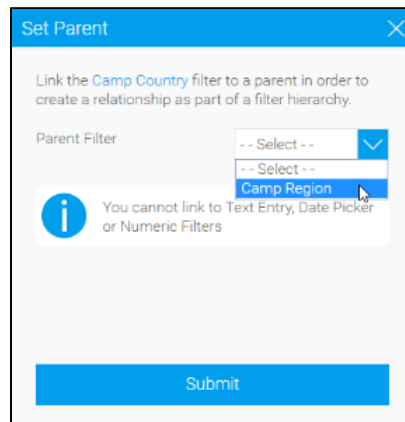 Set Parent
Link the Camp Country filter to a parent in order to
create a relationship as part of a filter hierarchy.
Parent Filter
- - Select - -
- - Select - -
Camp Region
You cannot link to Text Entry, Date Picker
or Numeric Filters
Submit